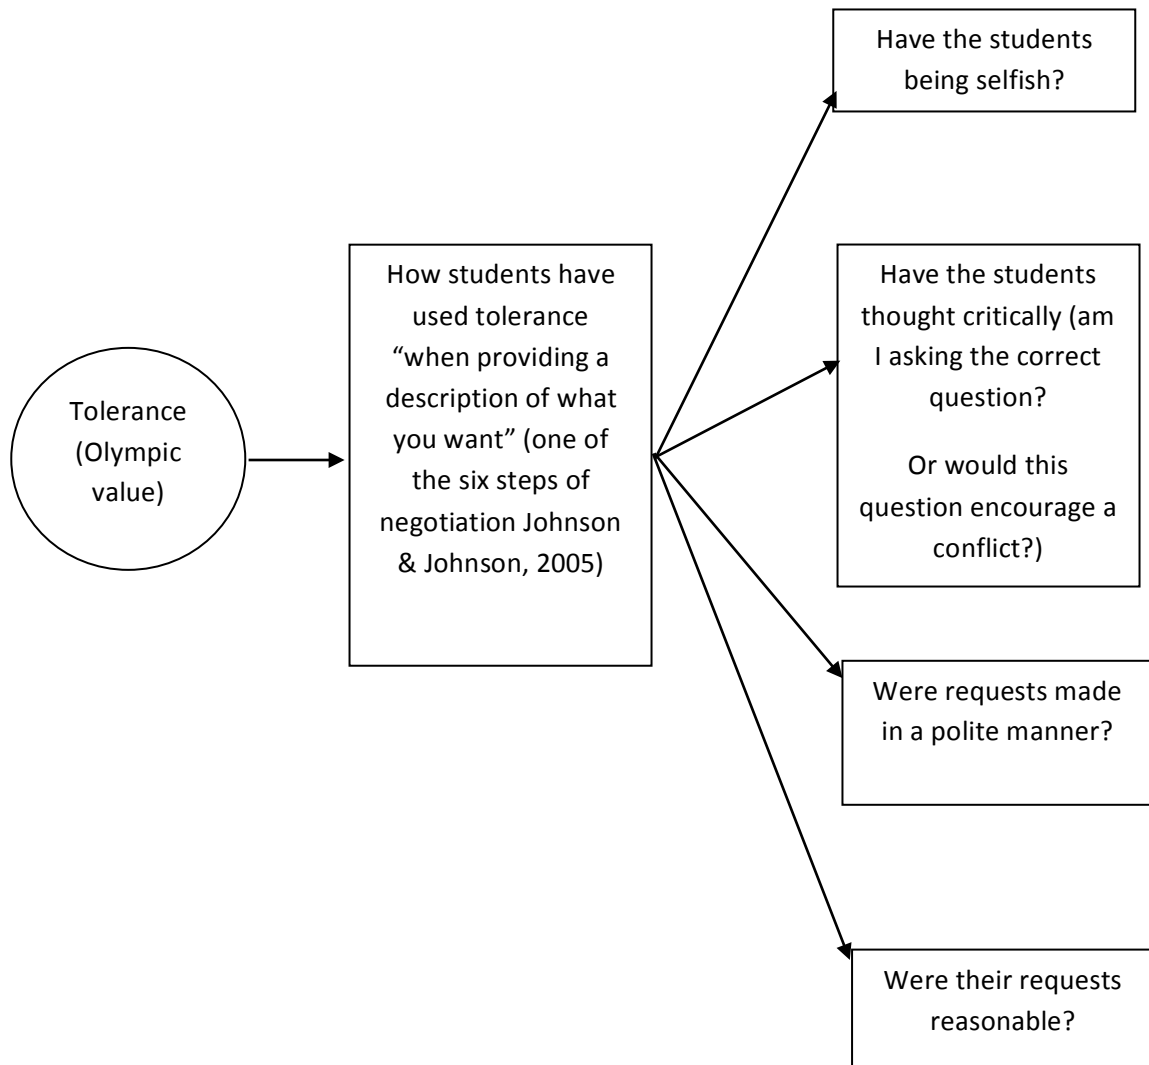 Have the students
being selfish?
Tolerance
(Olympic
value)
How students have
used tolerance
“when providing a
description of what
you want” (one of
the six steps of
negotiation Johnson
& Johnson, 2005)
Have the students
thought critically (am
I asking the correct
question?
Or would this
question encourage a
conflict?)
Were requests made
in a polite manner?
Were their requests
reasonable?